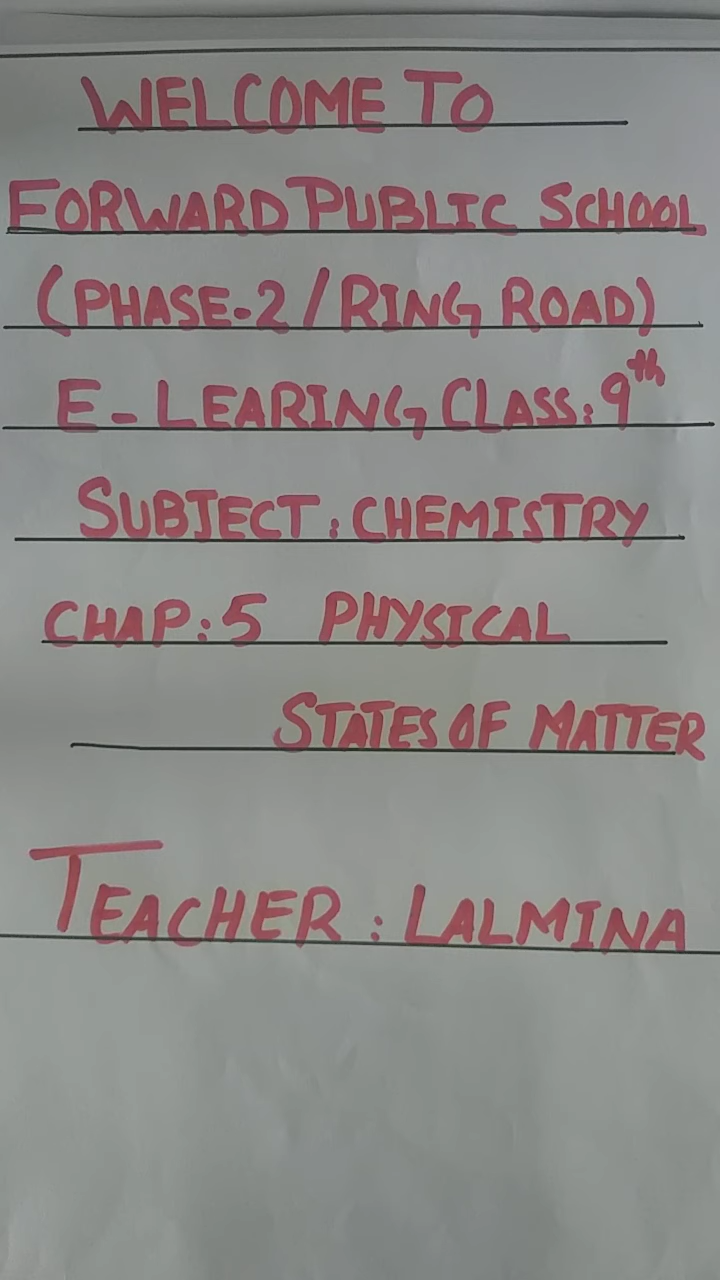 WELCOME TO
FORWARD PUBLIC SCHOOL
(PHASE-2/RING ROAD)
E-LEARING CLASS:9th
SUBJECT:CHEMISTRY
CHAP:5 PHYSICAL
STATES OF MATTER
TEACHER:LALMINA